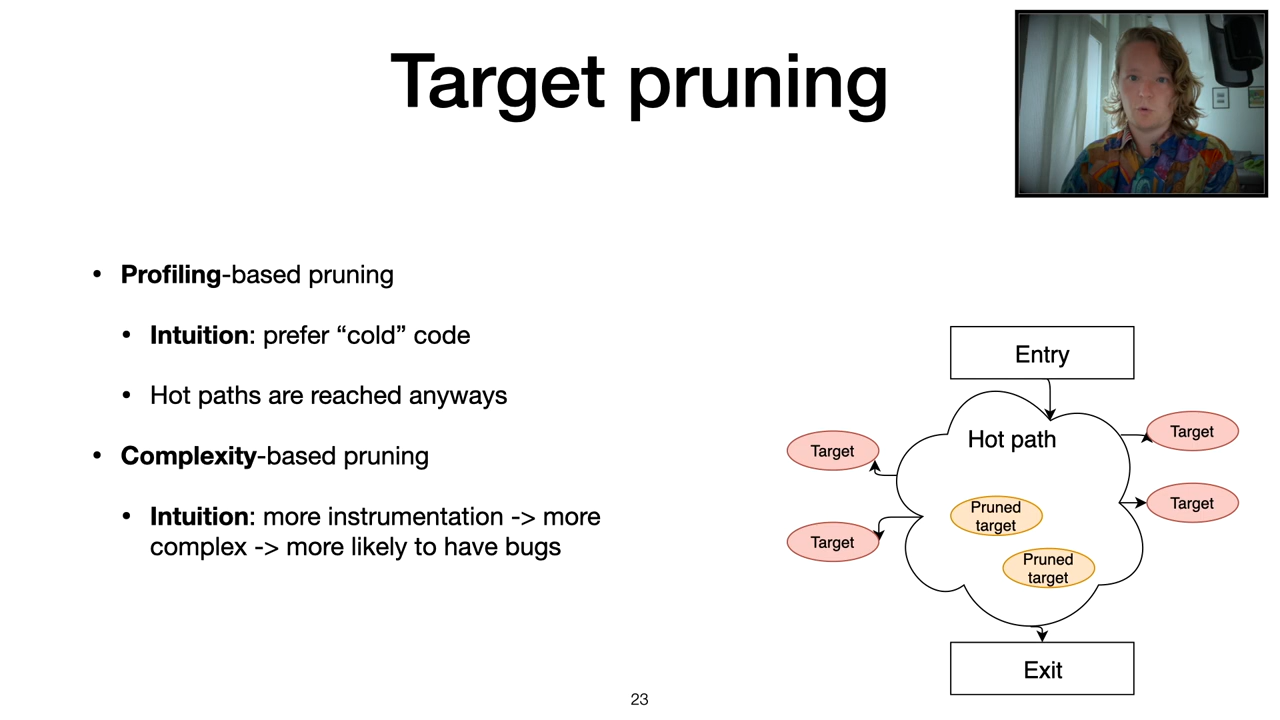 Target pruning
• Profiling-based pruning
• Intuition: prefer “cold” code
• Hot paths are reached anyways
• Complexity-based pruning
• Intuition: more instrumentation -> more
complex -> more likely to have bugs
Entry
Hot path
Target
Target
Target
Target
Pruned
target
Pruned
target
Exit
23